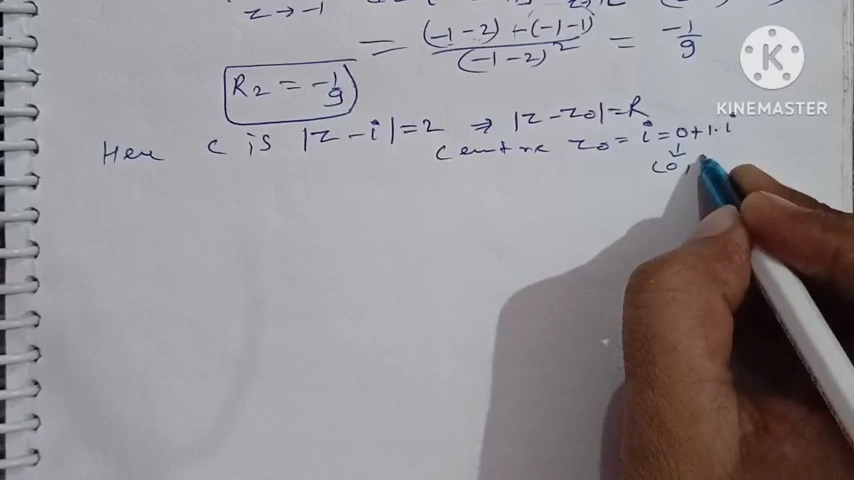 z → -1
= (-1-2) + (-1-1) / (-1-2)² = -1/9
R₂ = -1/9
KINEMASTER
Here C is |z - i| = 2 ⇒ |z - z₀| = R
Centre z₀ = i = 0 + 1.i
↓
(0,